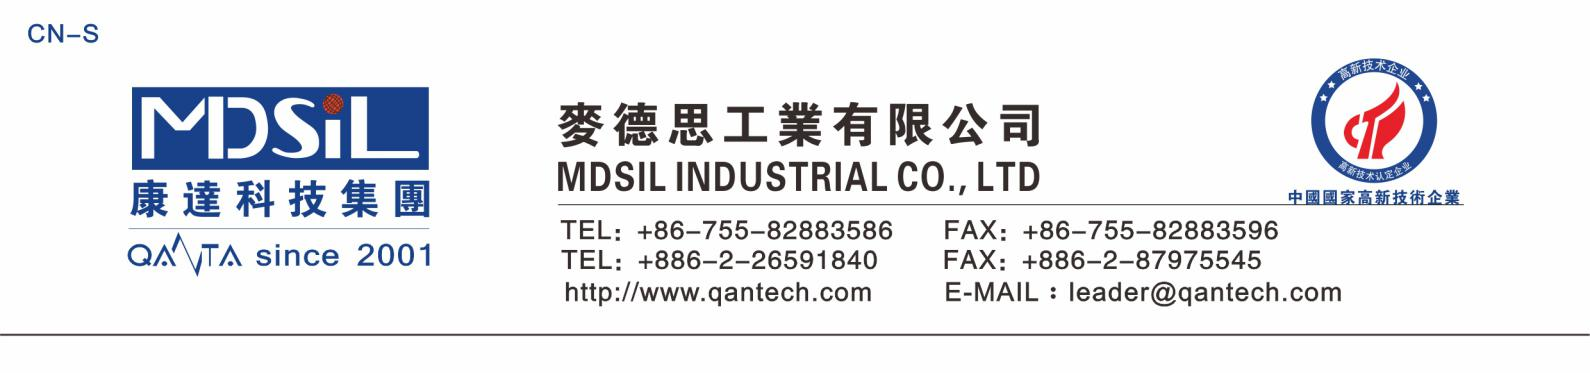 CN-S
MDSiL
康達科技集團
QANTA since 2001
麥德思工業有限公司
MDSIL INDUSTRIAL CO., LTD
TEL: +86-755-82883586 FAX: +86-755-82883596
TEL: +886-2-26591840 FAX: +886-2-87975545
http://www.qantech.com E-MAIL：leader@qantech.com
高新技术企业
高新技术认定企业
中國國家高新技術企業